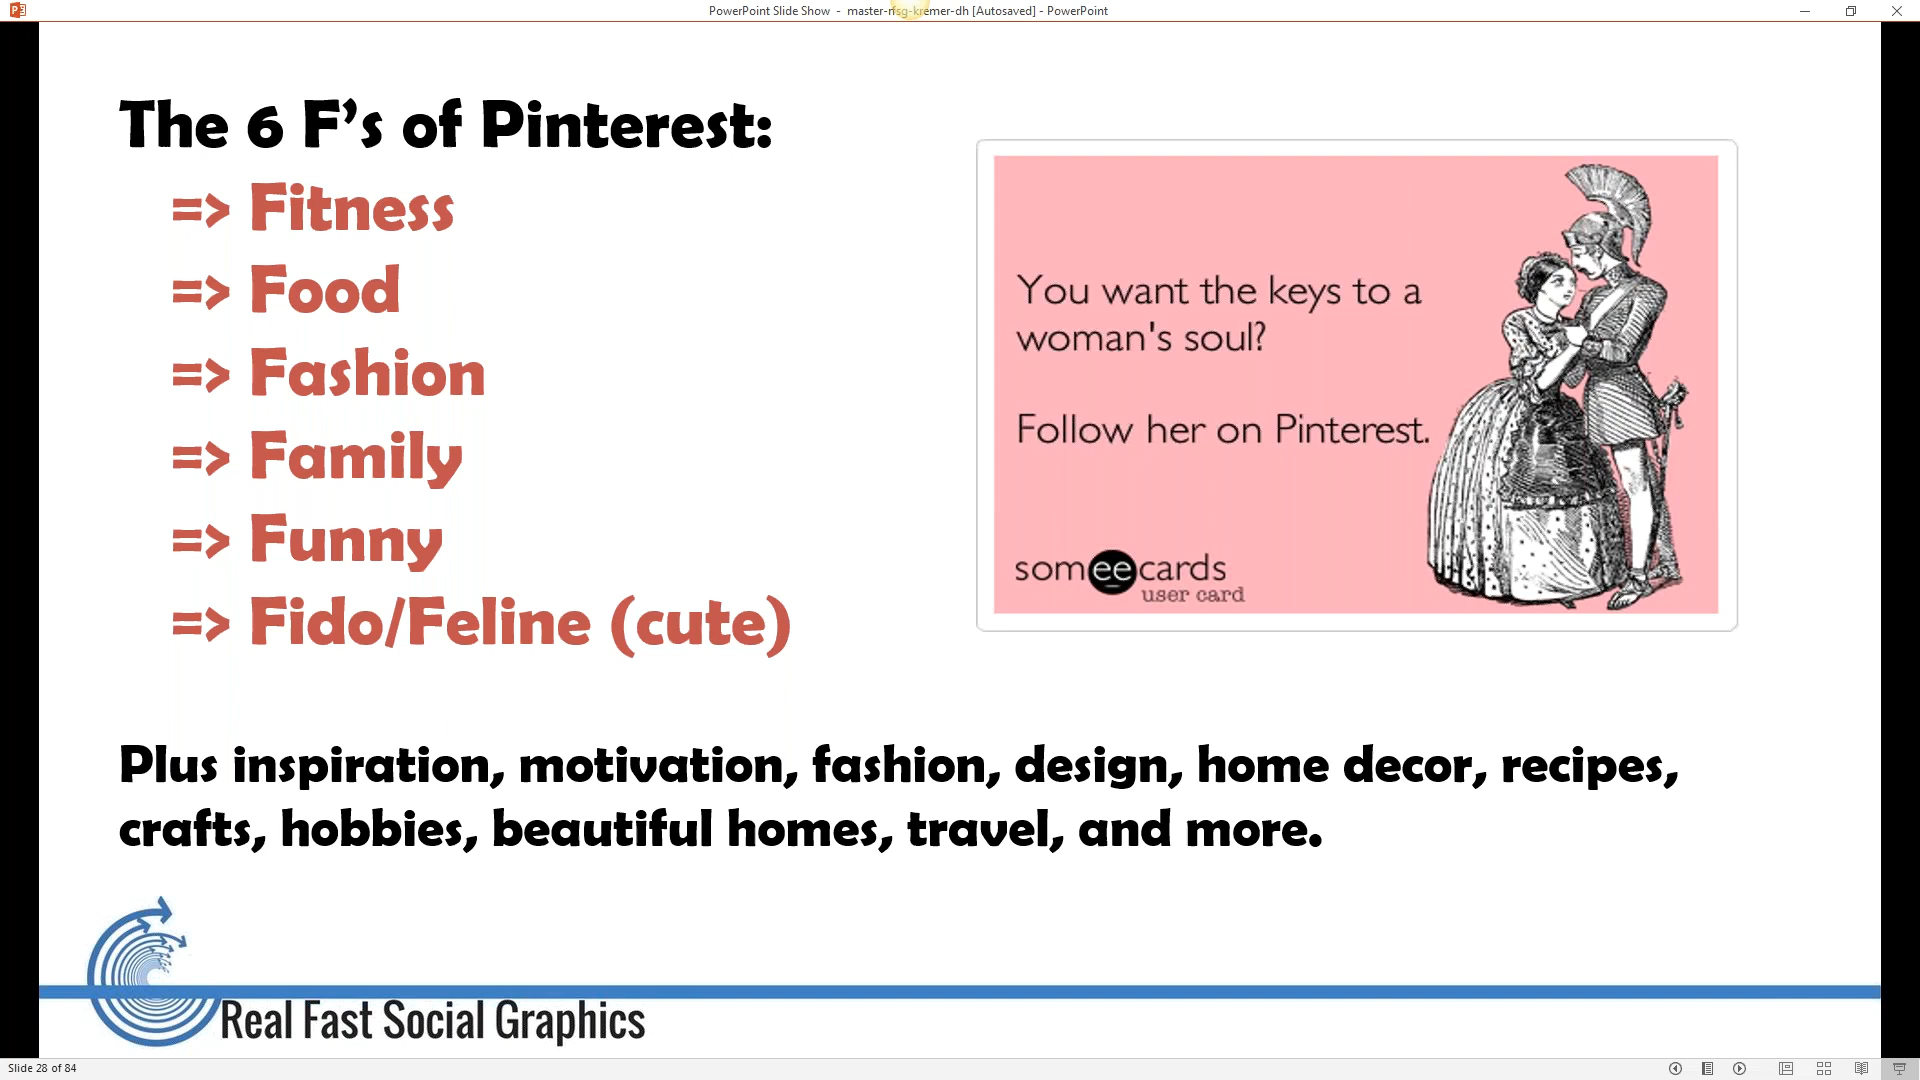 PowerPoint Slide Show - master-nsg-kremer-dh [Autosaved] - PowerPoint
The 6 F’s of Pinterest:
=> Fitness
=> Food
=> Fashion
=> Family
=> Funny
=> Fido/Feline (cute)
You want the keys to a
woman's soul?
Follow her on Pinterest.
someecards
user card
Plus inspiration, motivation, fashion, design, home decor, recipes,
crafts, hobbies, beautiful homes, travel, and more.
Real Fast Social Graphics
Slide 28 of 84